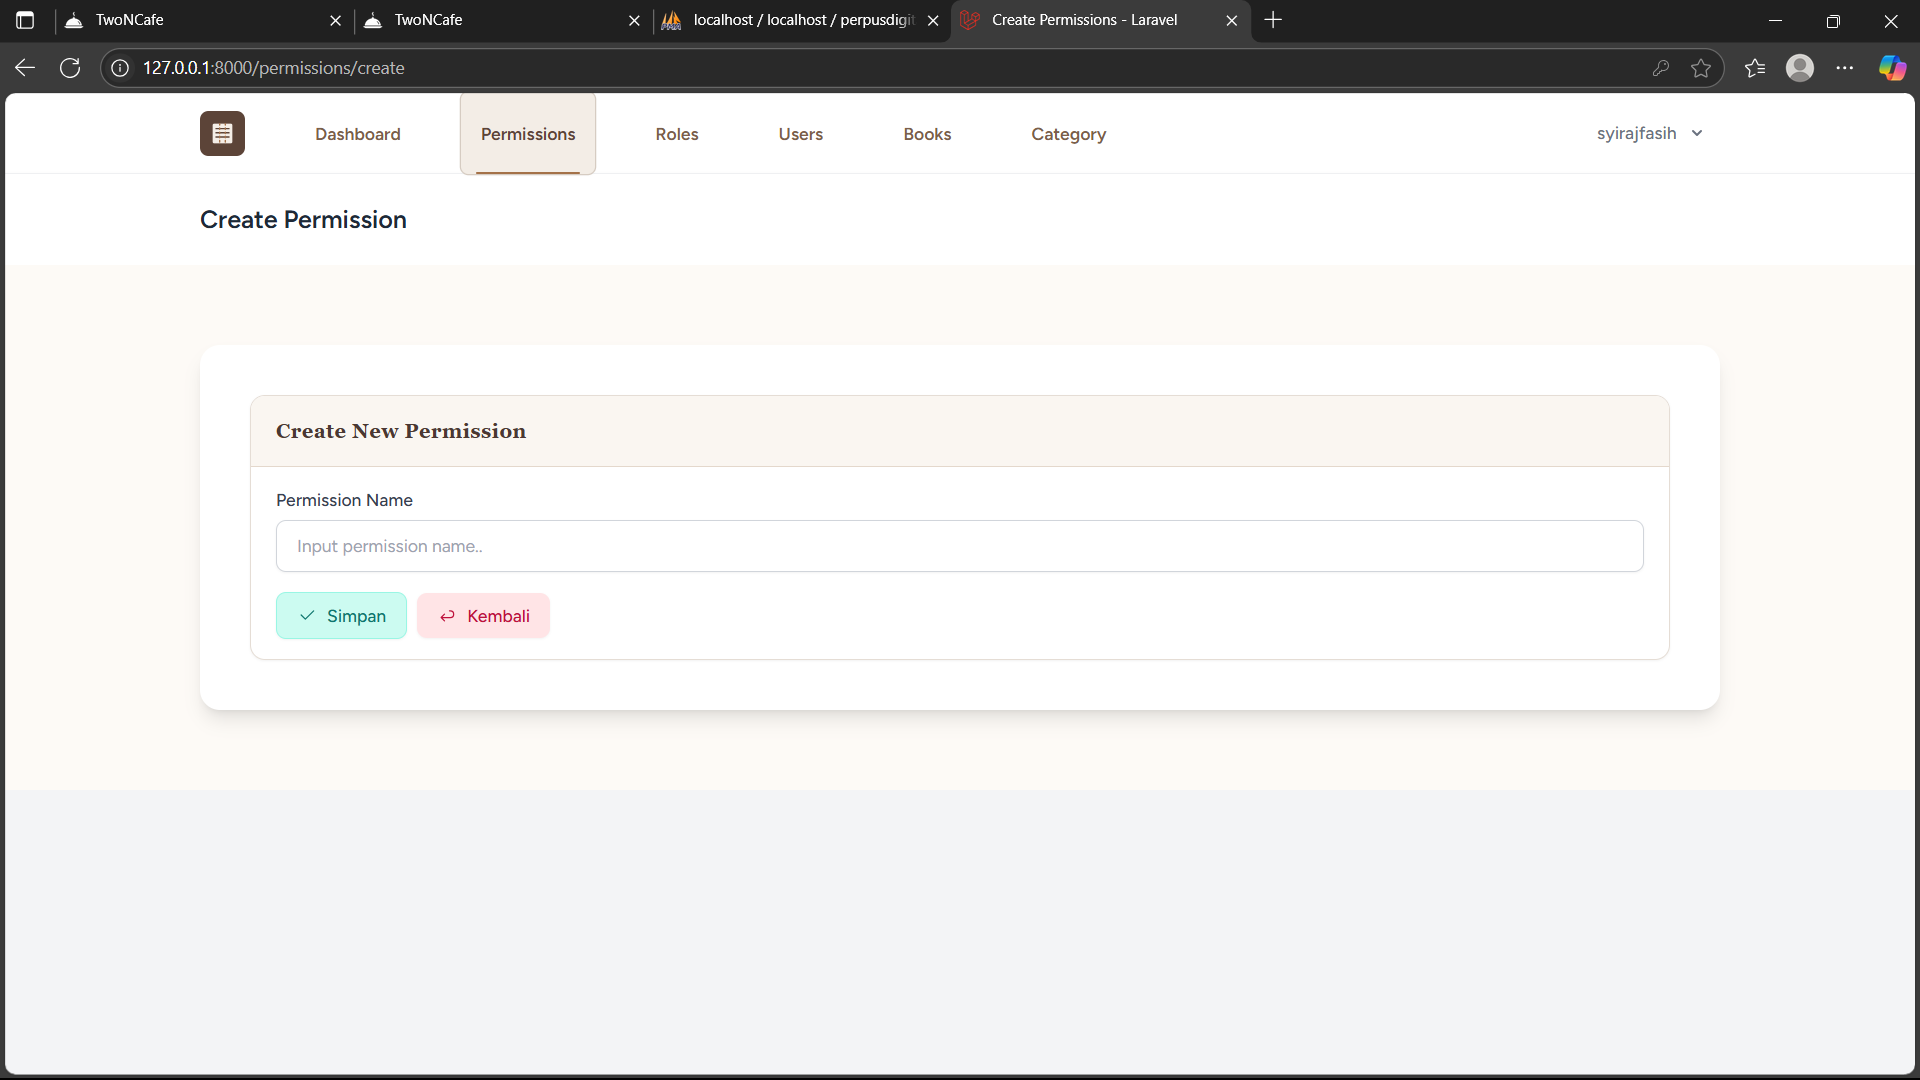 TwoNCafe
TwoNCafe
localhost / localhost / perpusdigit
Create Permissions - Laravel
127.0.0.1:8000/permissions/create
Dashboard
Permissions
Roles
Users
Books
Category
syirajfasih
Create Permission
Create New Permission
Permission Name
Input permission name..
Simpan
Kembali